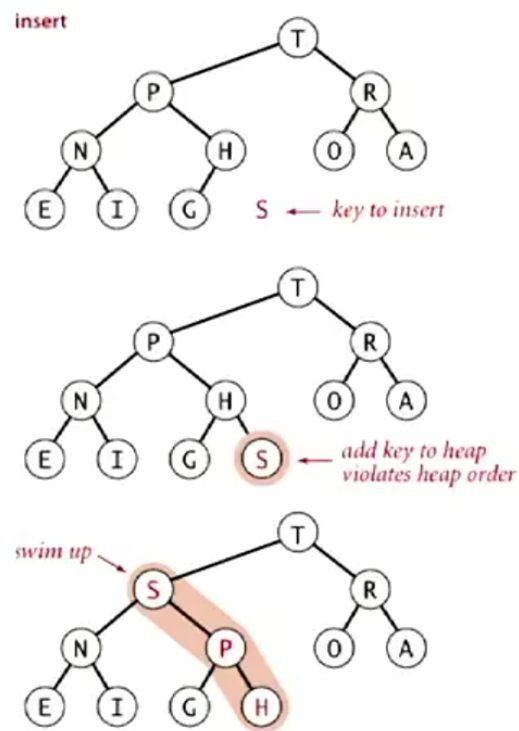 insert
T
P R
N H O A
E I G S key to insert
T
P R
N H O A
E I G S add key to heap
violates heap order
T
swim up
S R
N P O A
E I G H